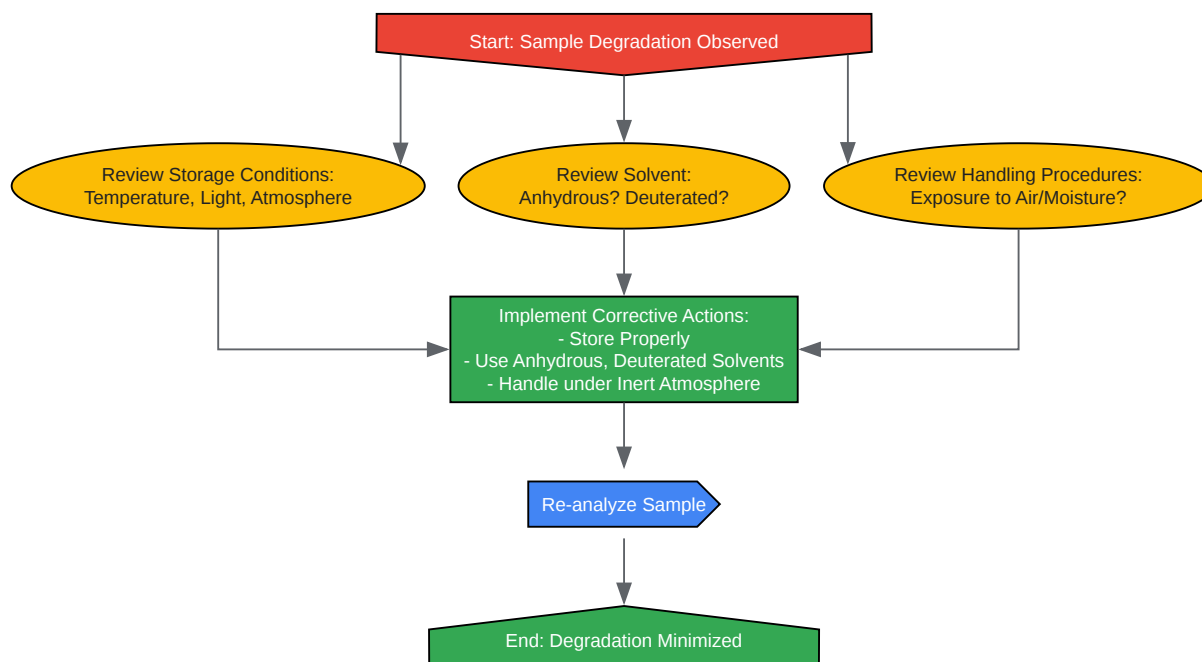 Start: Sample Degradation Observed
Review Storage Conditions:
Temperature, Light, Atmosphere
Review Solvent:
Anhydrous? Deuterated?
Review Handling Procedures:
Exposure to Air/Moisture?
Implement Corrective Actions:
- Store Properly
- Use Anhydrous, Deuterated Solvents
- Handle under Inert Atmosphere
Re-analyze Sample
End: Degradation Minimized